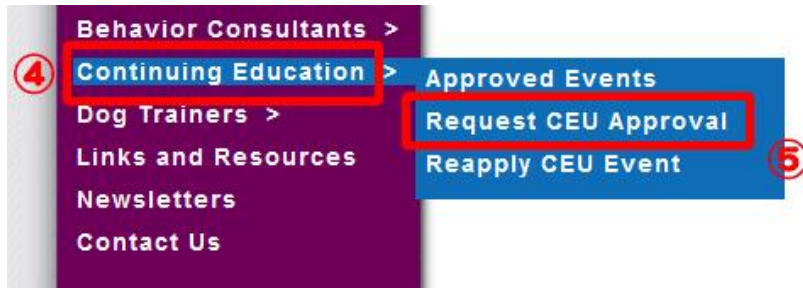 Behavior Consultants >
④ Continuing Education > Approved Events
Dog Trainers > Request CEU Approval
Links and Resources Reapply CEU Event ⑤
Newsletters
Contact Us